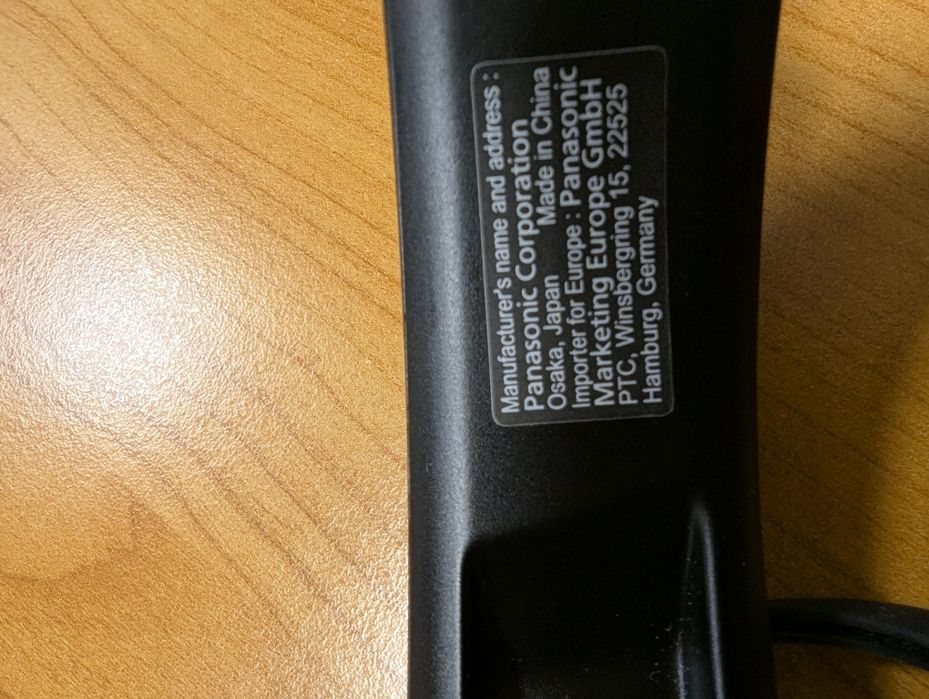 Manufacturer's name and address :
Panasonic Corporation
Osaka, Japan Made in China
Importer for Europe : Panasonic
Marketing Europe GmbH
PTC, Winsbergring 15, 22525
Hamburg, Germany